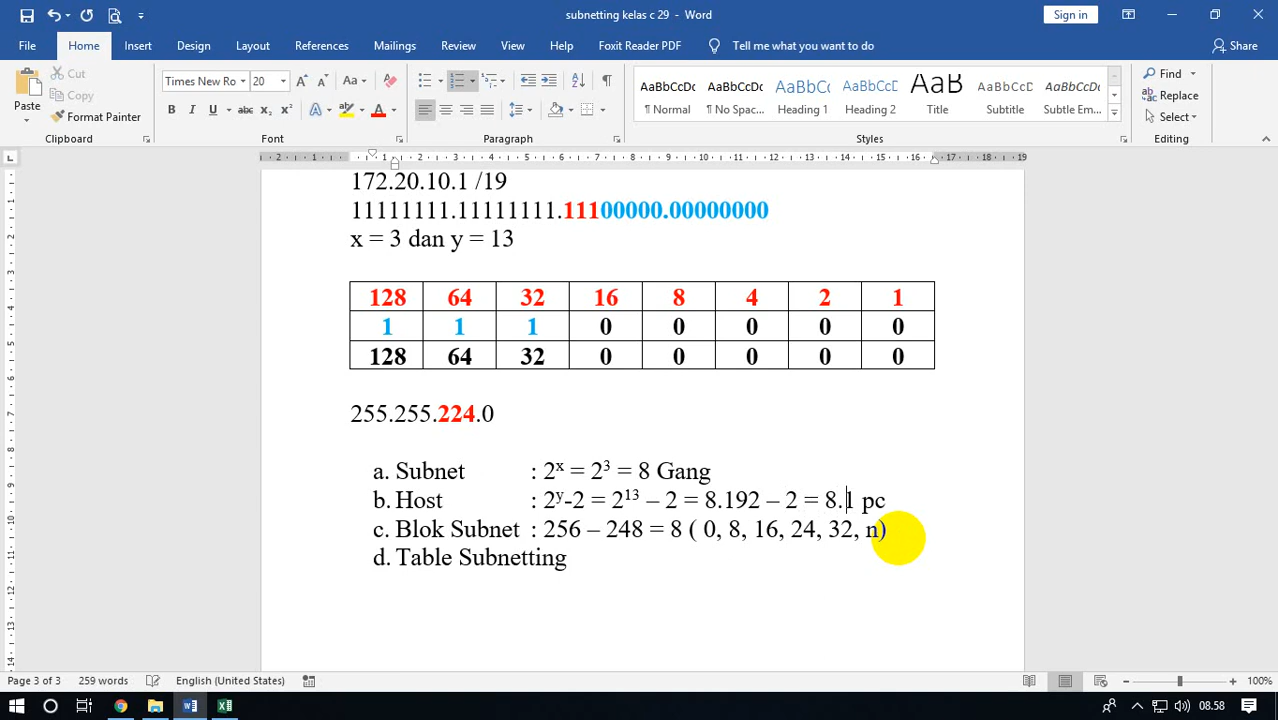 subnetting kelas c 29 - Word
Sign in
File Home Insert Design Layout References Mailings Review View Help Foxit Reader PDF Tell me what you want to do Share
Paste
Cut
Copy
Format Painter
Clipboard
Times New Ro 20
Font
Paragraph
AaBbCcDc AaBbCcDc AaBbCc AaBbCcD AaB AaBbCcD AaBbCcDc
¶ Normal ¶ No Spac... Heading 1 Heading 2 Title Subtitle Subtle Em...
Styles
Find
Replace
Select
Editing
172.20.10.1 /19
11111111.11111111.11100000.00000000
x = 3 dan y = 13
128 64 32 16 8 4 2 1
1 1 1 0 0 0 0 0
128 64 32 0 0 0 0 0
255.255.224.0
a. Subnet : 2ˣ = 2³ = 8 Gang
b. Host : 2ʸ-2 = 2¹³ – 2 = 8.192 – 2 = 8.1 pc
c. Blok Subnet : 256 – 248 = 8 ( 0, 8, 16, 24, 32, n)
d. Table Subnetting
Page 3 of 3 259 words English (United States) 100%
08.58